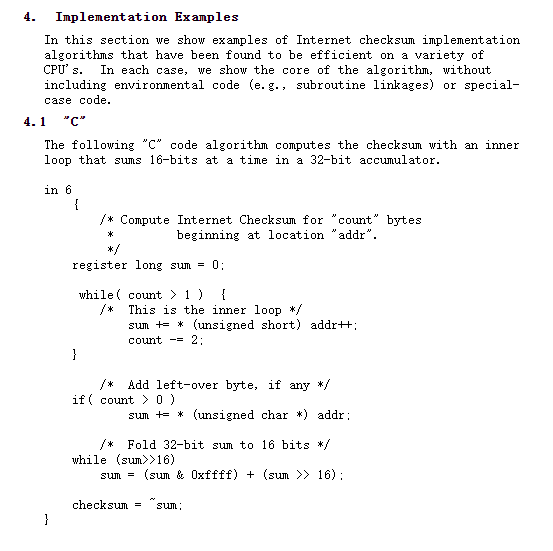 4.  Implementation Examples
In this section we show examples of Internet checksum implementation
algorithms that have been found to be efficient on a variety of
CPU's.  In each case, we show the core of the algorithm, without
including environmental code (e.g., subroutine linkages) or special-
case code.
4.1  "C"
The following "C" code algorithm computes the checksum with an inner
loop that sums 16-bits at a time in a 32-bit accumulator.
in 6
{
/* Compute Internet Checksum for "count" bytes
*         beginning at location "addr".
*/
register long sum = 0;
while( count > 1 )  {
/*  This is the inner loop */
sum += * (unsigned short) addr++;
count -= 2;
}
/*  Add left-over byte, if any */
if( count > 0 )
sum += * (unsigned char *) addr;
/*  Fold 32-bit sum to 16 bits */
while (sum>>16)
sum = (sum & 0xffff) + (sum >> 16);
checksum = ~sum;
}